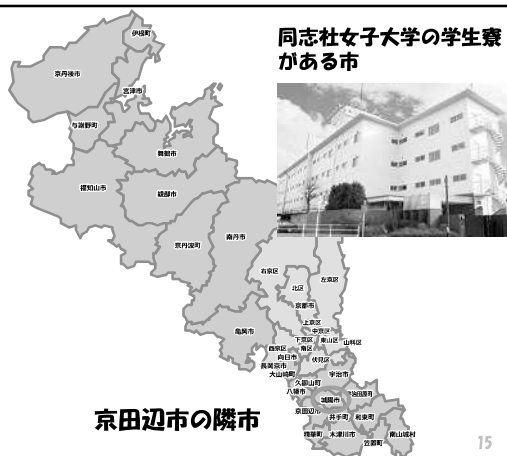 同志社女子大学の学生寮
がある市
伊根町
京丹後市
宮津市
与謝野町
舞鶴市
福知山市
綾部市
京丹波町
南丹市
右京区
左京区
北区
京都市
上京区
中京区
下京区
東山区
山科区
亀岡市
西京区
南区
向日市
伏見区
長岡京市
大山崎町
宇治市
久御山町
八幡市
城陽市
宇治田原町
京田辺市
井手町
和束町
精華町
木津川市
南山城村
笠置町
京田辺市の隣市
15